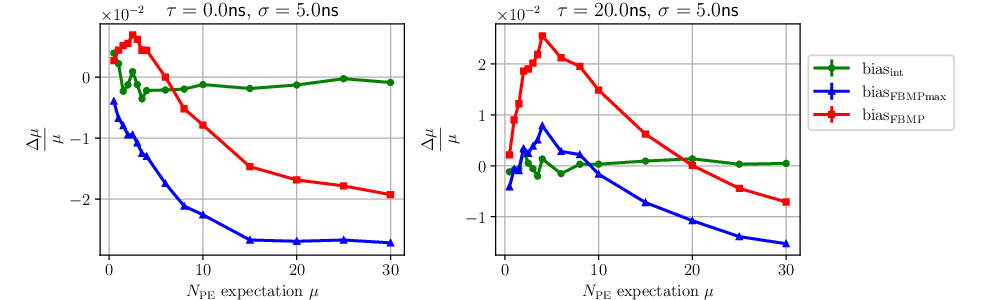 ×10⁻² τ = 0.0ns, σ = 5.0ns
0
−1
−2
Δμ/μ
0 10 20 30
N_PE expectation μ
×10⁻² τ = 20.0ns, σ = 5.0ns
2
1
0
−1
Δμ/μ
0 10 20 30
N_PE expectation μ
bias_int
bias_FBMPmax
bias_FBMP